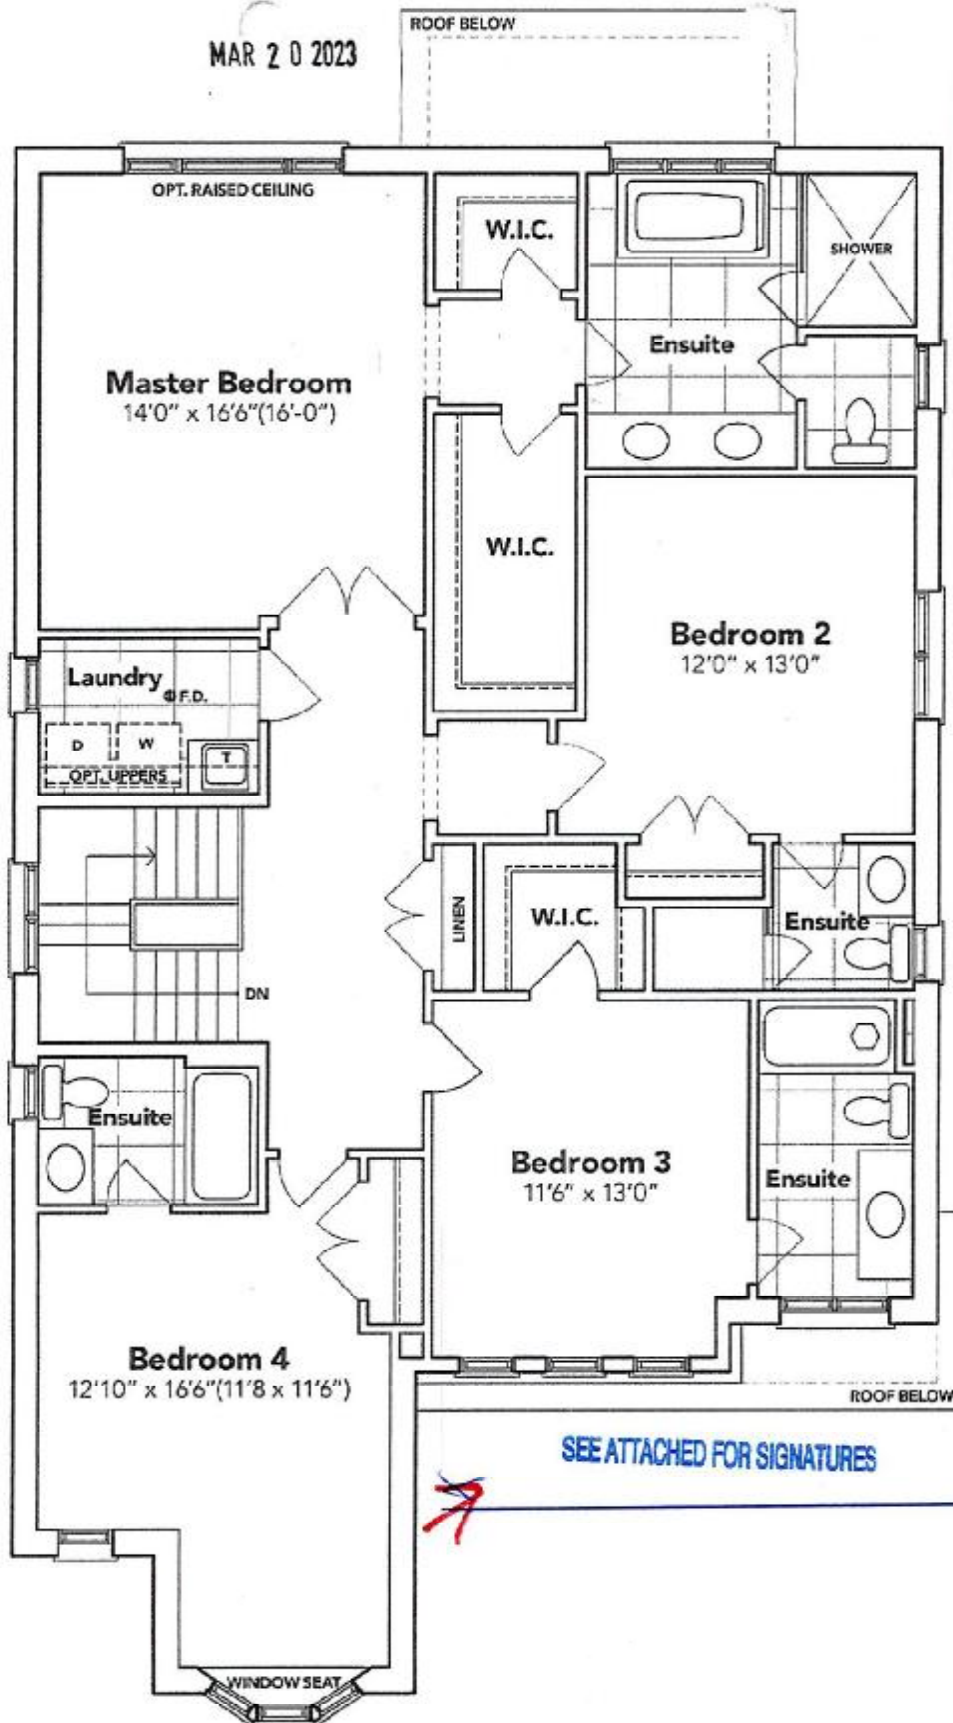 ROOF BELOW
MAR 2 0 2023
OPT. RAISED CEILING
W.I.C.
SHOWER
Ensuite
Master Bedroom
14'0" x 16'6"(16'-0")
W.I.C.
Bedroom 2
12'0" x 13'0"
Laundry
F.D.
D W
T
OPT. UPPERS
LINEN
W.I.C.
Ensuite
DN
Ensuite
Bedroom 3
11'6" x 13'0"
Ensuite
Bedroom 4
12'10" x 16'6"(11'8 x 11'6")
ROOF BELOW
SEE ATTACHED FOR SIGNATURES
WINDOW SEAT